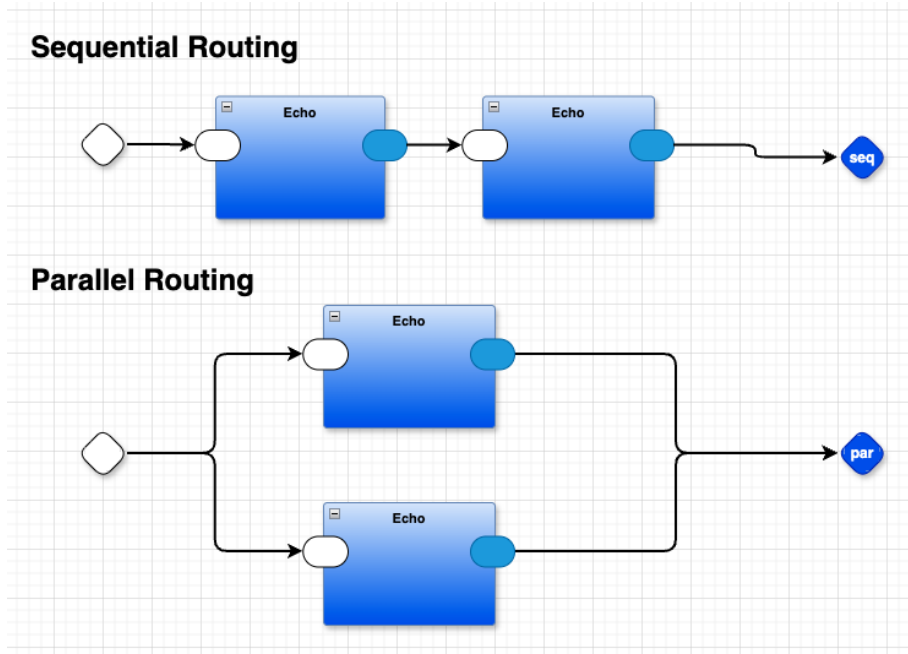 Sequential Routing
Echo
Echo
seq
Parallel Routing
Echo
par
Echo